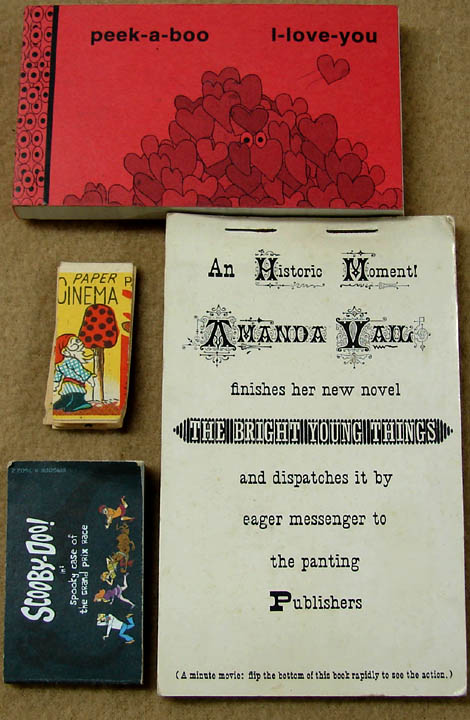 peek-a-boo I-love-you
PAPER
CINEMA
An Historic Moment!
AMANDA VAIL
finishes her new novel
THE BRIGHT YOUNG THINGS
and dispatches it by
eager messenger to
the panting
Publishers
(A minute movie: flip the bottom of this book rapidly to see the action.)
SCOOBY-DOO!
in:
spooky case of
the grand prix race